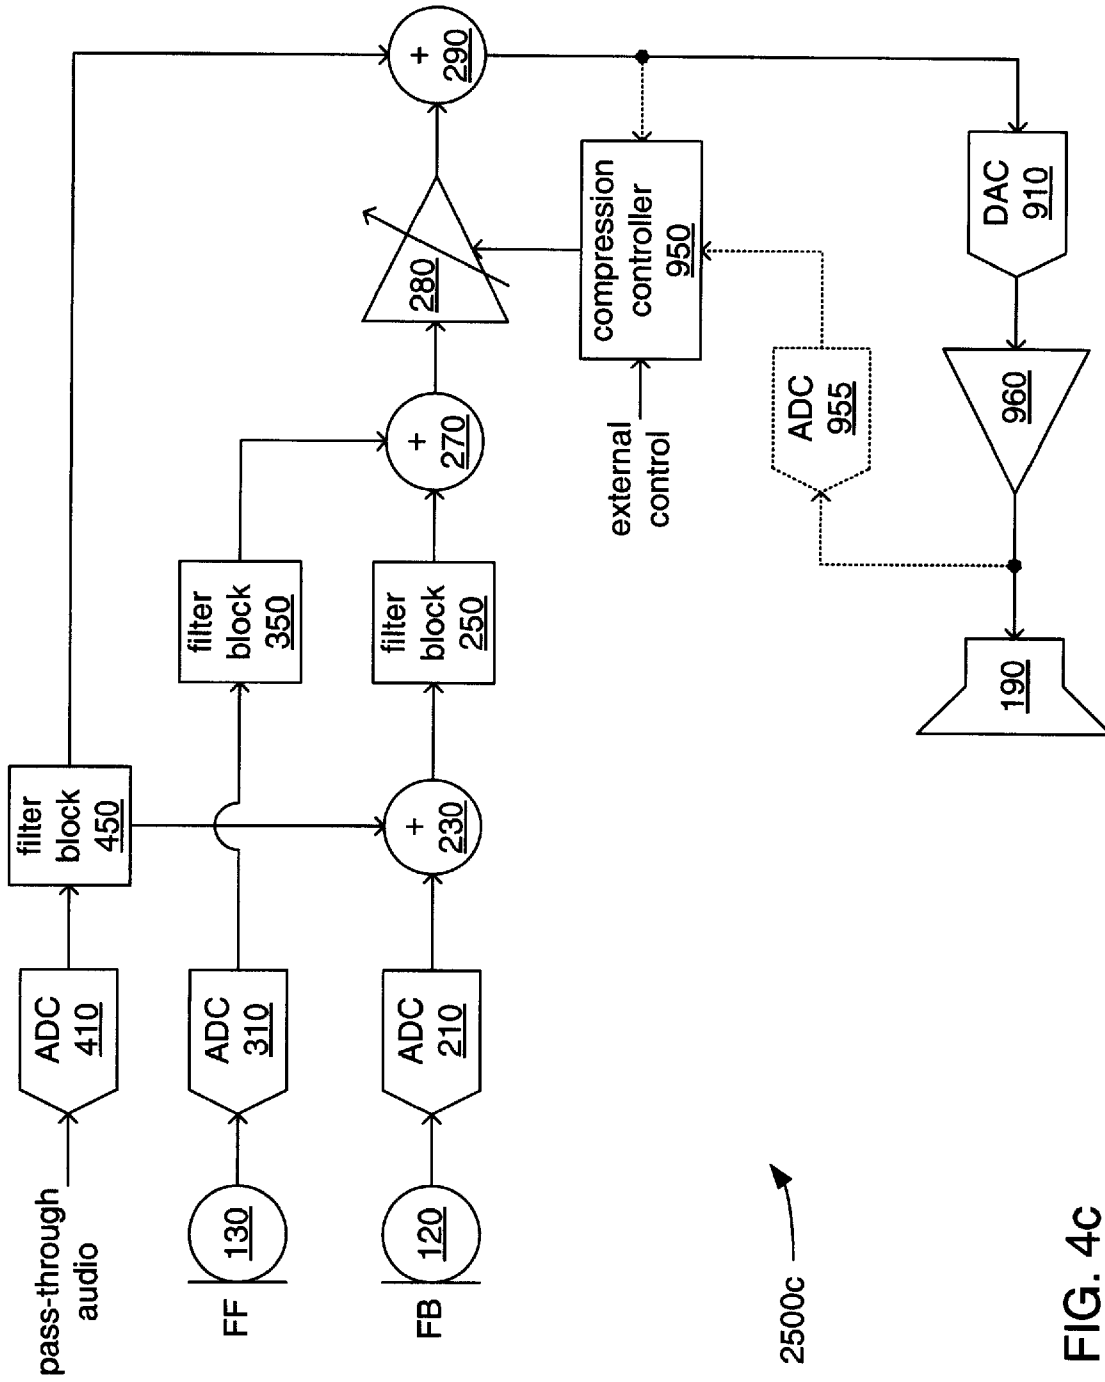 pass-through
audio
ADC
410
filter
block
450
+
290
FF
130
ADC
310
filter
block
350
FB
120
ADC
210
+
230
filter
block
250
+
270
280
external
control
compression
controller
950
ADC
955
DAC
910
960
190
2500c
FIG. 4c